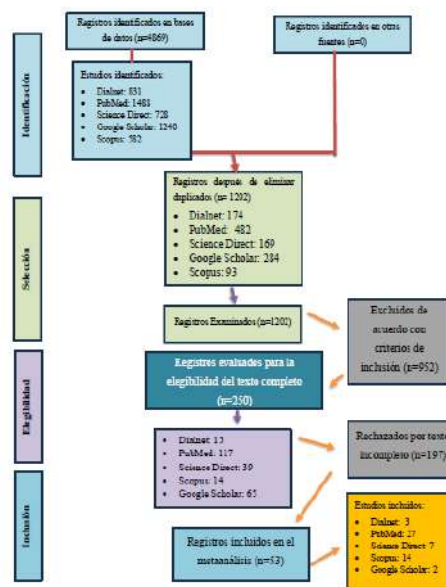 Registros identificados en bases
de datos (n=4869)
Registros identificados en otras
fuentes (n=0)
Identificación
Estudios identificados:
• Dialnet: 831
• PubMed: 1488
• Science Direct: 728
• Google Scholar: 1240
• Scopus: 582
Registros después de eliminar
duplicados (n= 1202)
• Dialnet: 174
• PubMed: 482
• Science Direct: 169
• Google Scholar: 284
• Scopus: 93
Selección
Registros Examinados (n=1202)
Excluidos de
acuerdo con
criterios de
inclusión (n=952)
Elegibilidad
Registros evaluados para la
elegibilidad del texto completo
(n=250)
• Dialnet: 15
• PubMed: 117
• Science Direct: 39
• Scopus: 14
• Google Scholar: 65
Rechazados por texto
incompleto (n=197)
Inclusión
Registros incluidos en el
metaanálisis (n=53)
Estudios incluidos:
• Dialnet: 3
• PubMed: 27
• Science Direct: 7
• Scopus: 14
• Google Scholar: 2